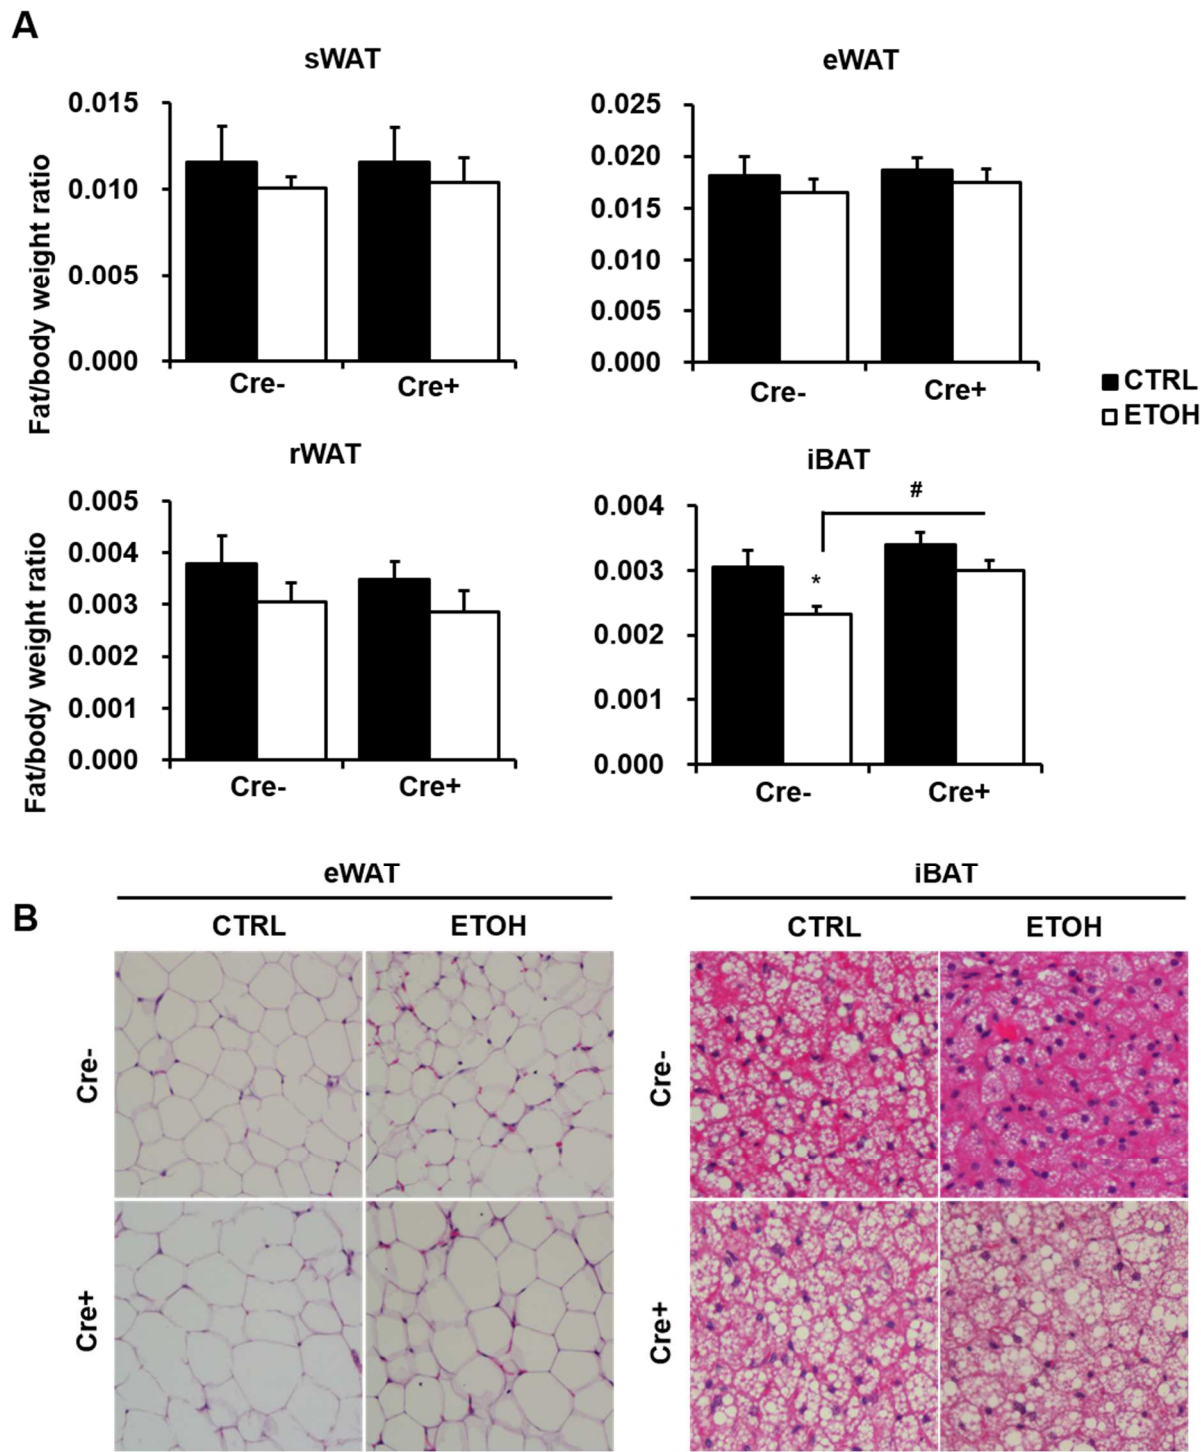 A
sWAT
eWAT
0.015
0.010
0.005
0.000
Fat/body weight ratio
Cre-
Cre+
0.025
0.020
0.015
0.010
0.005
0.000
Cre-
Cre+
CTRL
ETOH
rWAT
iBAT
0.005
0.004
0.003
0.002
0.001
0.000
Fat/body weight ratio
Cre-
Cre+
0.004
0.003
0.002
0.001
0.000
*
#
Cre-
Cre+
B
eWAT
iBAT
CTRL
ETOH
CTRL
ETOH
Cre-
Cre-
Cre+
Cre+